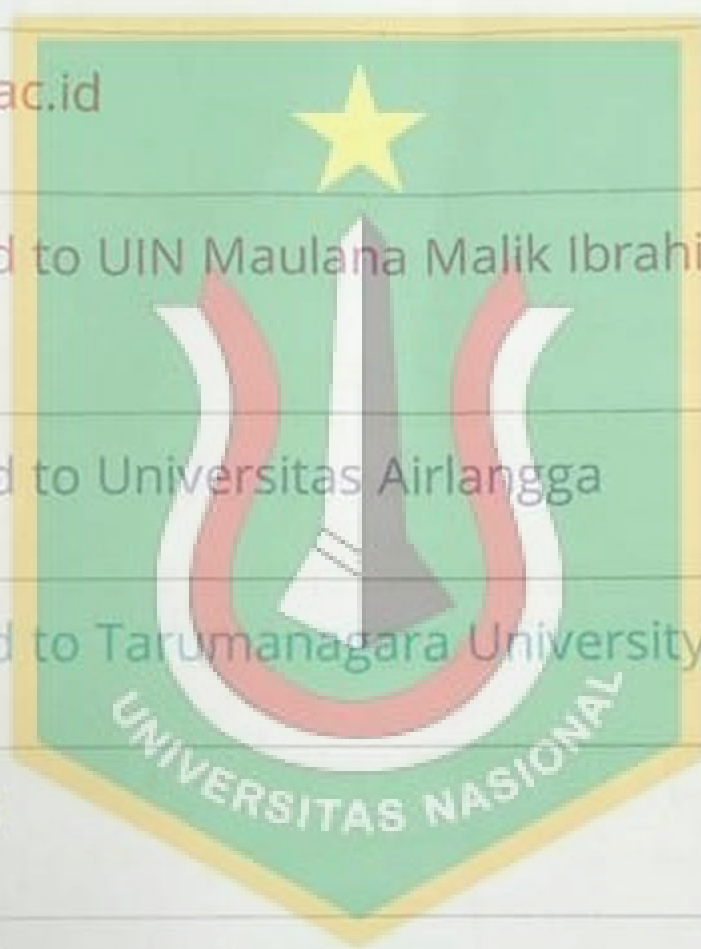 ac.id
d to UIN Maulana Malik Ibrahi
d to Universitas Airlangga
d to Tarumanagara University
UNIVERSITAS NASIONAL